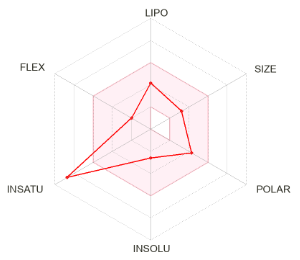 LIPO
FLEX SIZE
INSATU POLAR
INSOLU